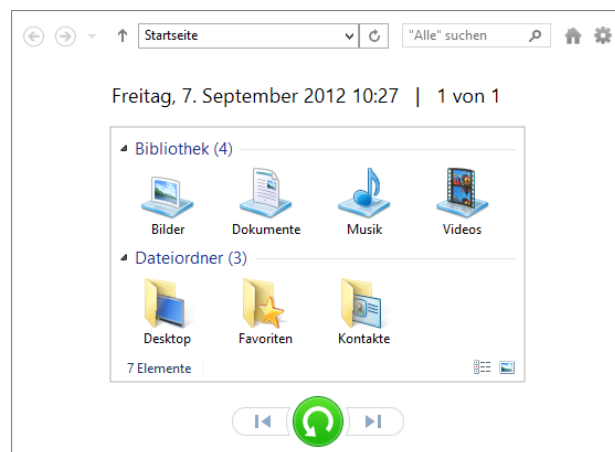 Startseite "Alle" suchen
Freitag, 7. September 2012 10:27 | 1 von 1
Bibliothek (4)
Bilder Dokumente Musik Videos
Dateiordner (3)
Desktop Favoriten Kontakte
7 Elemente